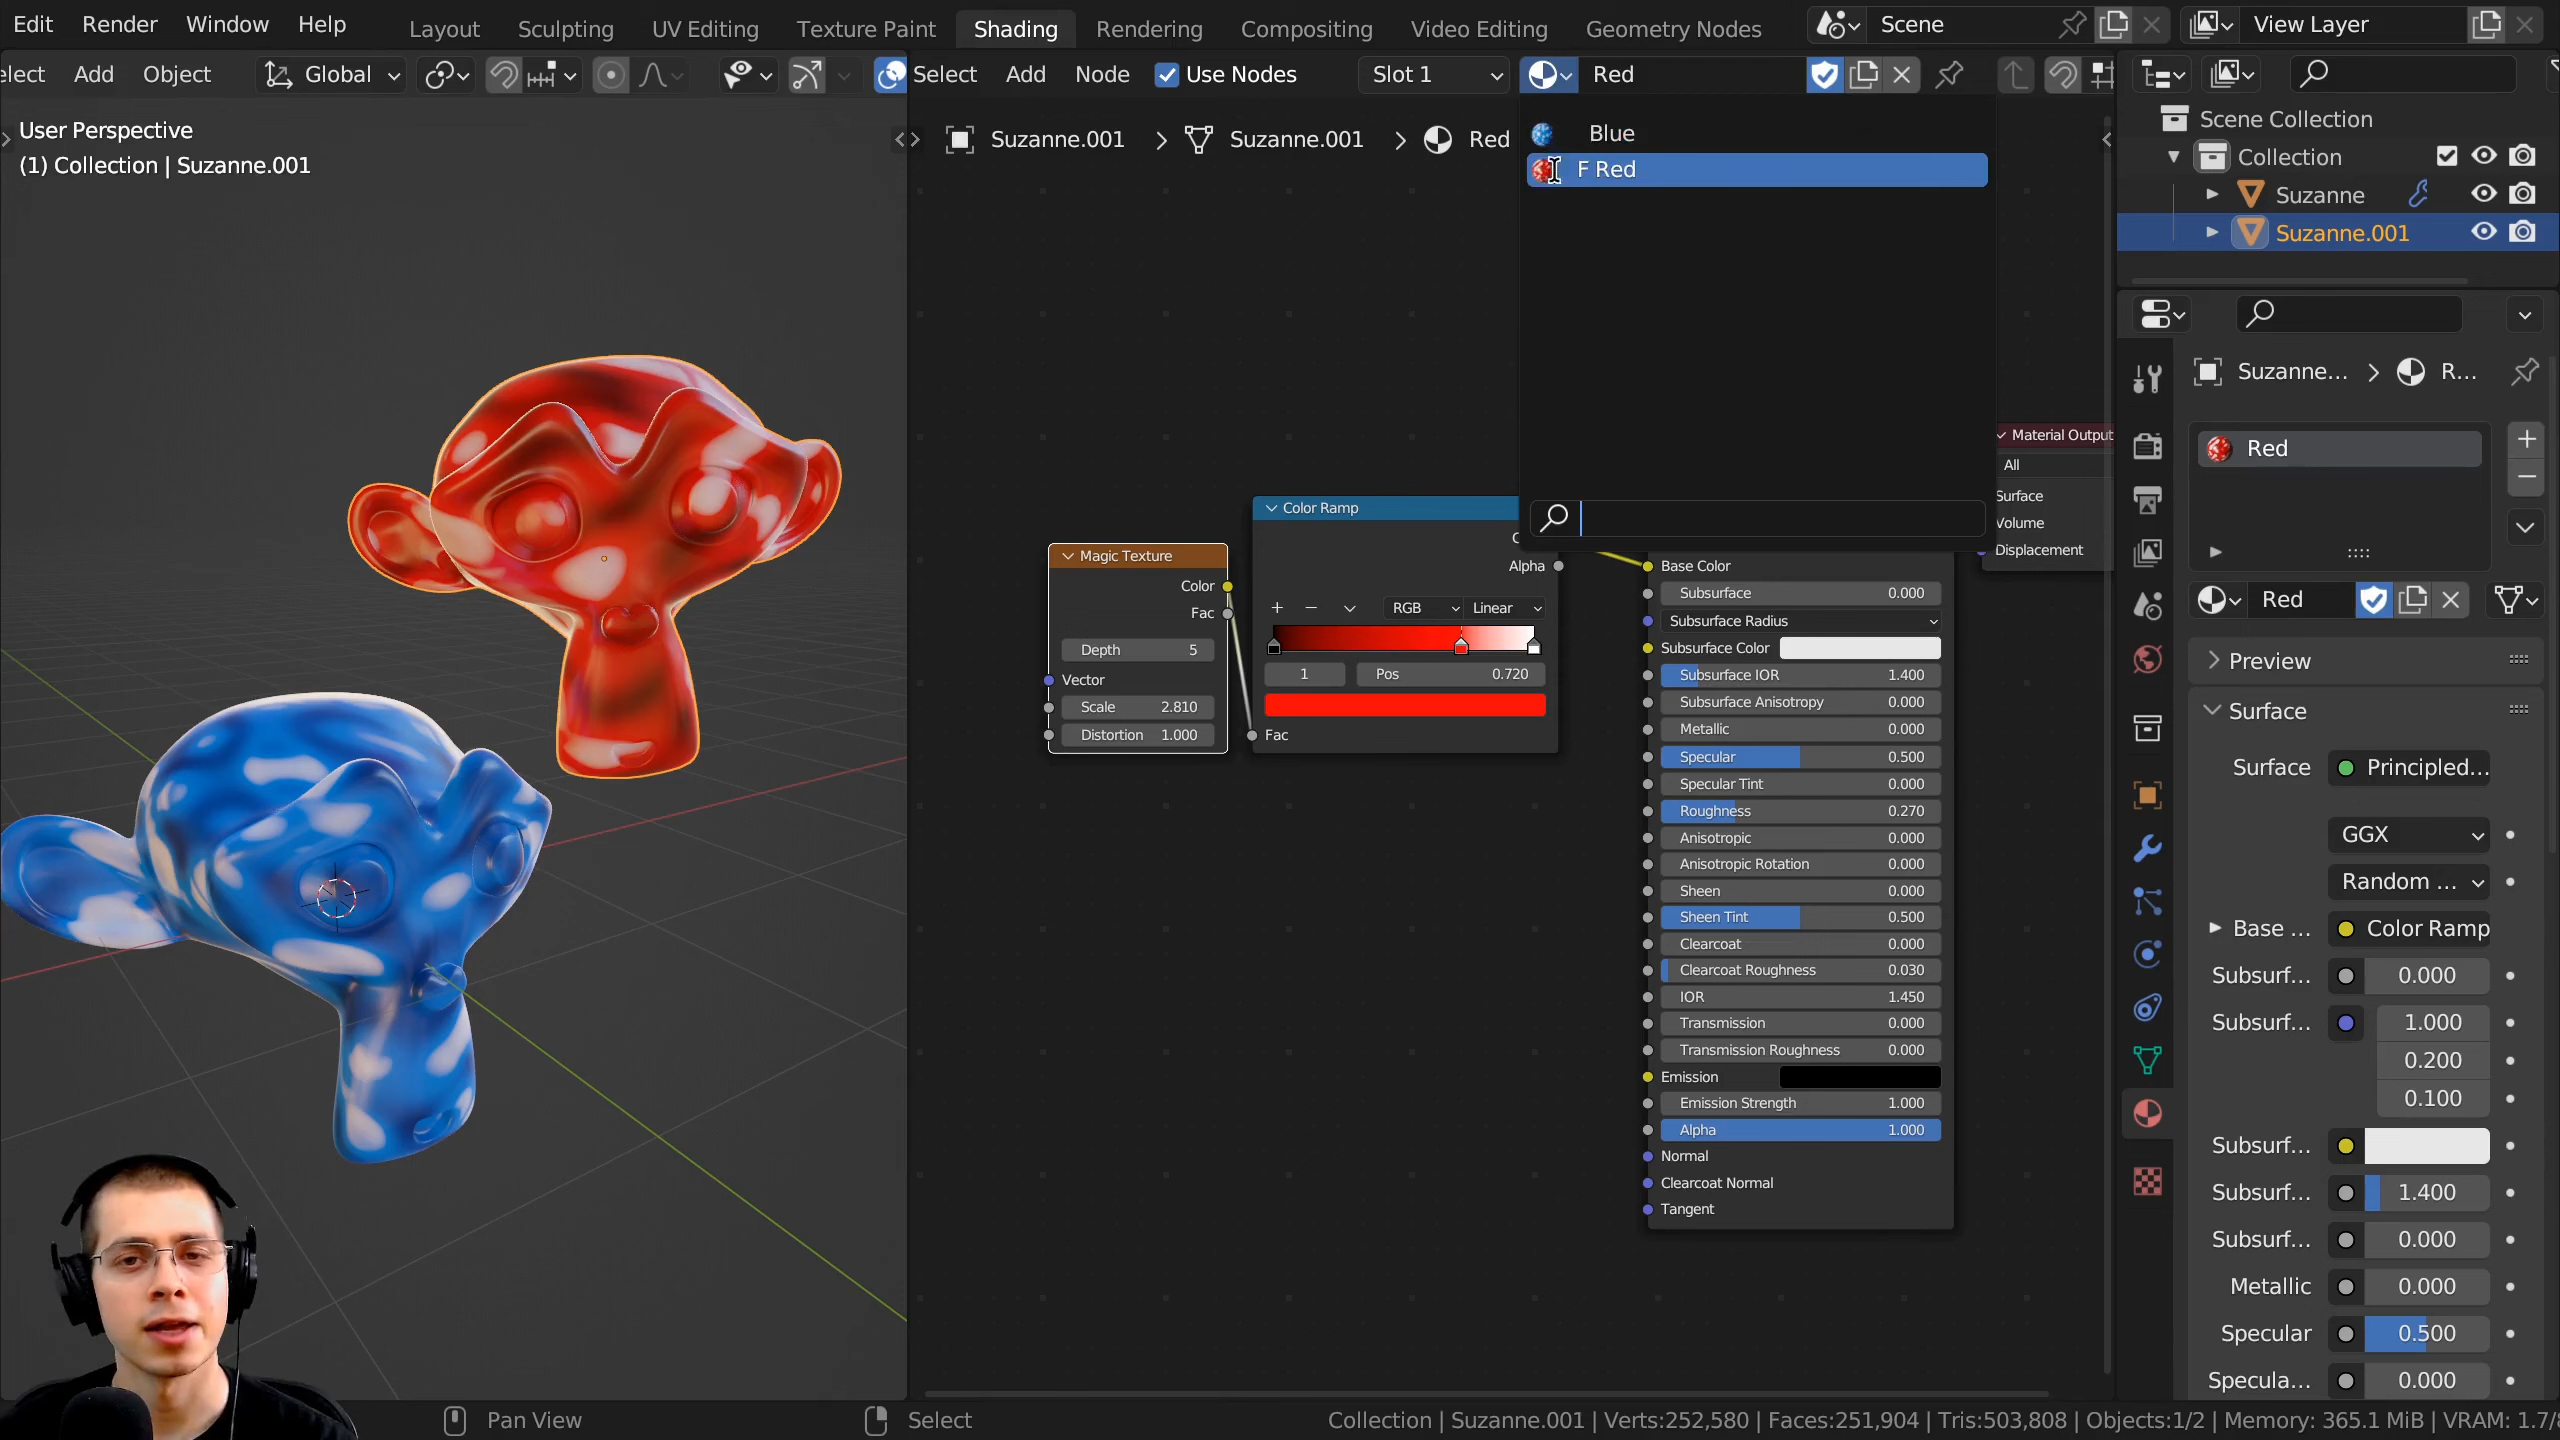 Edit Render Window Help Layout Sculpting UV Editing Texture Paint Shading Rendering Compositing Video Editing Geometry Nodes Scene View Layer
elect Add Object Global Select Add Node Use Nodes Slot 1 Red
User Perspective
(1) Collection | Suzanne.001
Suzanne.001 > Suzanne.001 > Red
Blue
F Red
Scene Collection
Collection
Suzanne
Suzanne.001
Suzanne... > R...
Red
Red
Preview
Surface
Surface Principled...
GGX
Random ...
Base ... Color Ramp
Subsurf... 0.000
Subsurf... 1.000
0.200
0.100
Subsurf...
Subsurf... 1.400
Subsurf... 0.000
Metallic 0.000
Specular 0.500
Specula... 0.000
Magic Texture
Color
Fac
Depth 5
Vector
Scale 2.810
Distortion 1.000
Color Ramp
C
Alpha
+ − RGB Linear
1 Pos 0.720
Fac
Base Color
Subsurface 0.000
Subsurface Radius
Subsurface Color
Subsurface IOR 1.400
Subsurface Anisotropy 0.000
Metallic 0.000
Specular 0.500
Specular Tint 0.000
Roughness 0.270
Anisotropic 0.000
Anisotropic Rotation 0.000
Sheen 0.000
Sheen Tint 0.500
Clearcoat 0.000
Clearcoat Roughness 0.030
IOR 1.450
Transmission 0.000
Transmission Roughness 0.000
Emission
Emission Strength 1.000
Alpha 1.000
Normal
Clearcoat Normal
Tangent
Material Output
All
Surface
Volume
Displacement
Pan View Select Collection | Suzanne.001 | Verts:252,580 | Faces:251,904 | Tris:503,808 | Objects:1/2 | Memory: 365.1 MiB | VRAM: 1.7/